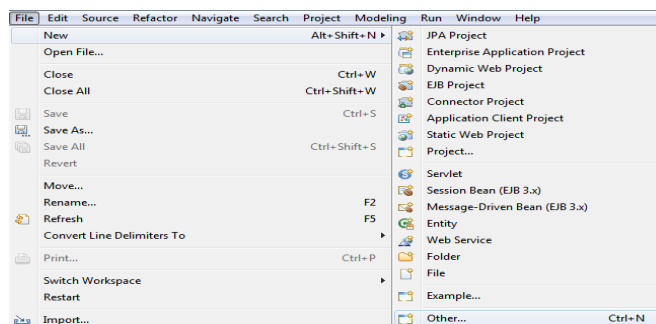 File Edit Source Refactor Navigate Search Project Modeling Run Window Help
New Alt+Shift+N
Open File...
Close Ctrl+W
Close All Ctrl+Shift+W
Save Ctrl+S
Save As...
Save All Ctrl+Shift+S
Revert
Move...
Rename... F2
Refresh F5
Convert Line Delimiters To
Print... Ctrl+P
Switch Workspace
Restart
Import...
JPA Project
Enterprise Application Project
Dynamic Web Project
EJB Project
Connector Project
Application Client Project
Static Web Project
Project...
Servlet
Session Bean (EJB 3.x)
Message-Driven Bean (EJB 3.x)
Entity
Web Service
Folder
File
Example...
Other... Ctrl+N